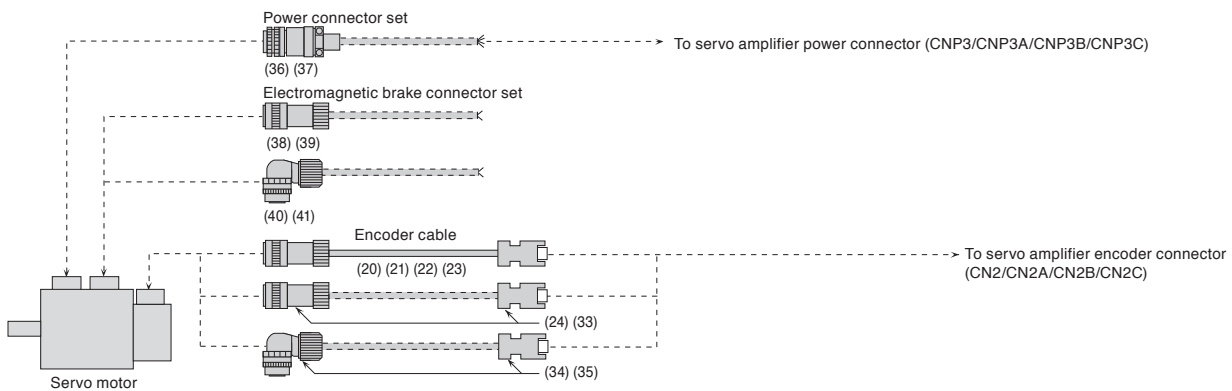 Power connector set
To servo amplifier power connector (CNP3/CNP3A/CNP3B/CNP3C)
(36) (37)
Electromagnetic brake connector set
(38) (39)
(40) (41)
Encoder cable
(20) (21) (22) (23)
To servo amplifier encoder connector
(CN2/CN2A/CN2B/CN2C)
(24) (33)
(34) (35)
Servo motor